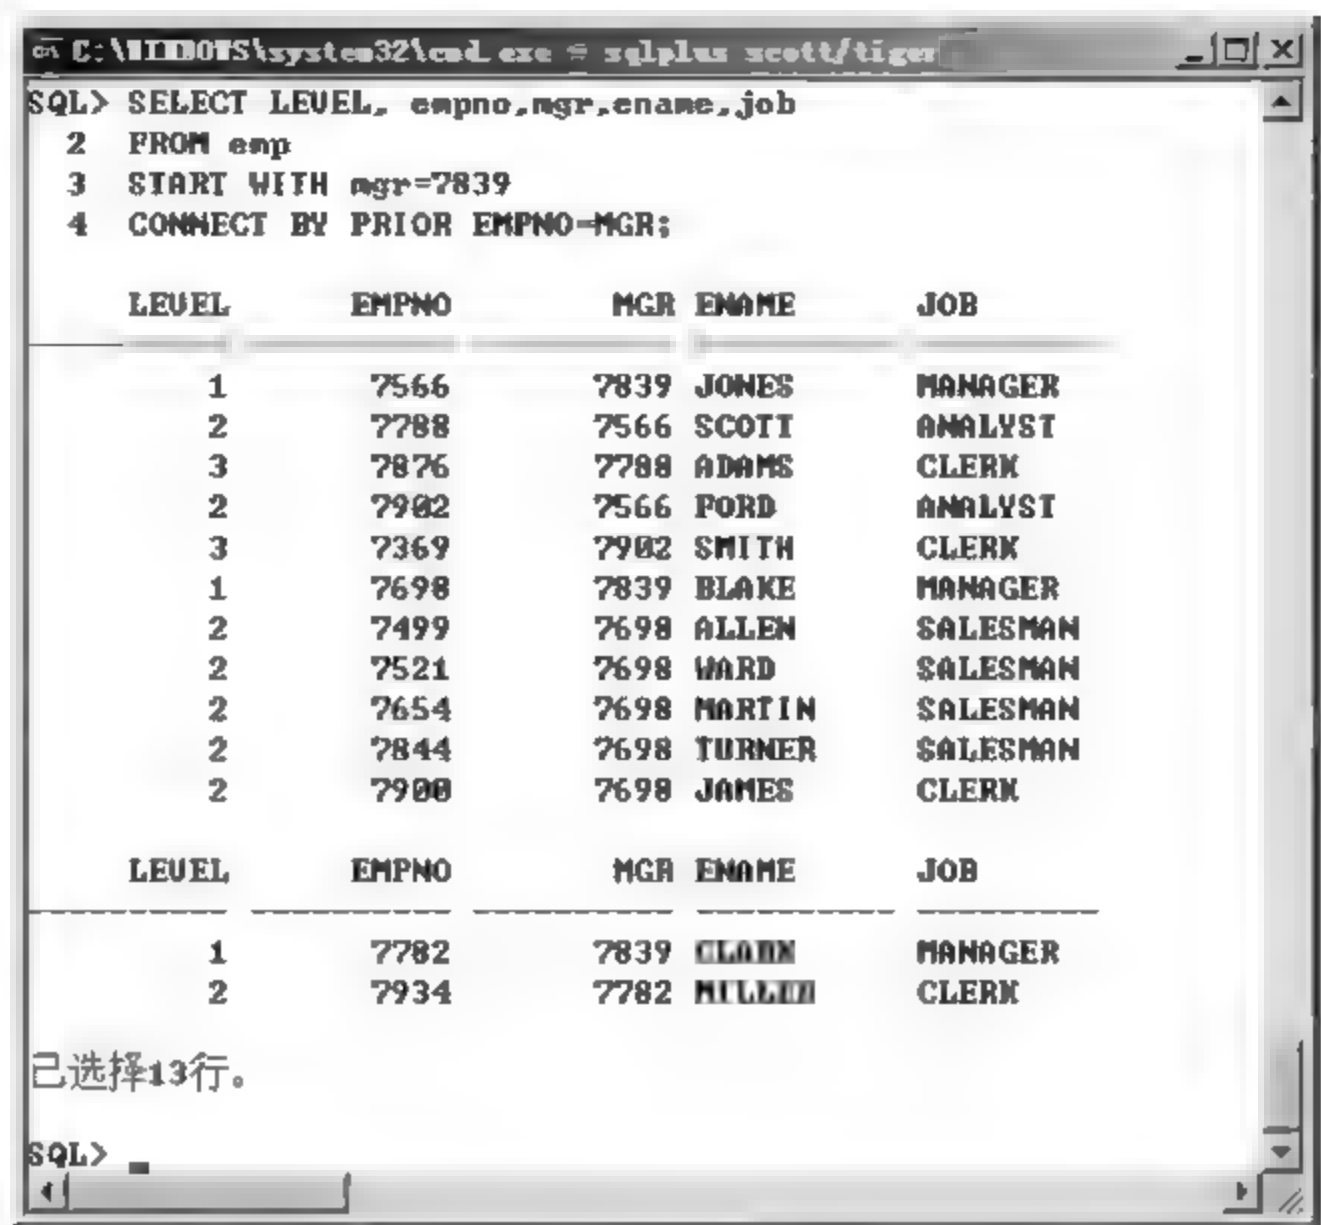 C:\WINDOWS\system32\cmd.exe - sqlplus scott/tiger
SQL> SELECT LEVEL, empno,mgr,ename,job
2 FROM emp
3 START WITH mgr=7839
4 CONNECT BY PRIOR EMPNO=MGR;
LEVEL EMPNO MGR ENAME JOB
1 7566 7839 JONES MANAGER
2 7788 7566 SCOTT ANALYST
3 7876 7788 ADAMS CLERK
2 7902 7566 FORD ANALYST
3 7369 7902 SMITH CLERK
1 7698 7839 BLAKE MANAGER
2 7499 7698 ALLEN SALESMAN
2 7521 7698 WARD SALESMAN
2 7654 7698 MARTIN SALESMAN
2 7844 7698 TURNER SALESMAN
2 7900 7698 JAMES CLERK
LEVEL EMPNO MGR ENAME JOB
1 7782 7839 CLARK MANAGER
2 7934 7782 MILLER CLERK
已选择13行。
SQL>